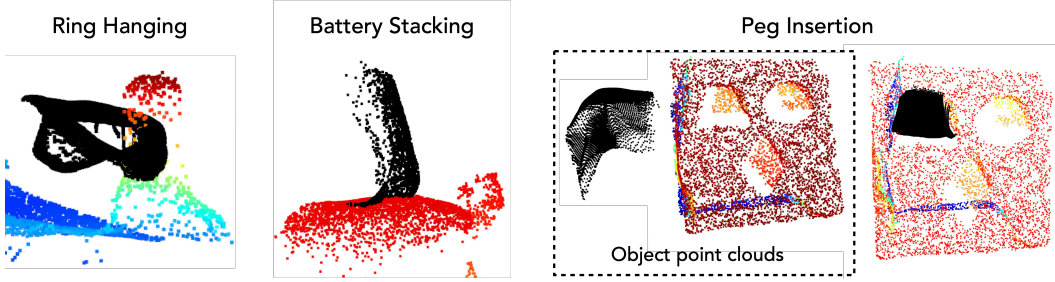 Ring Hanging
Battery Stacking
Peg Insertion
Object point clouds